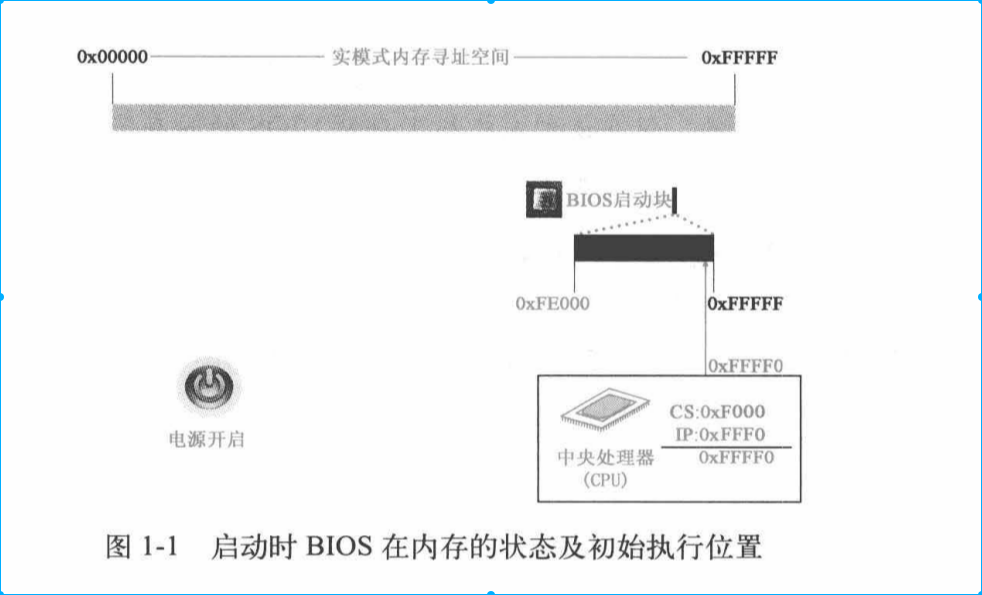 0x00000 实模式内存寻址空间 0xFFFFF
BIOS启动块
0xFE000 0xFFFFF
0xFFFF0
CS:0xF000
IP:0xFFF0
0xFFFF0
中央处理器
(CPU)
电源开启
图 1-1 启动时 BIOS 在内存的状态及初始执行位置